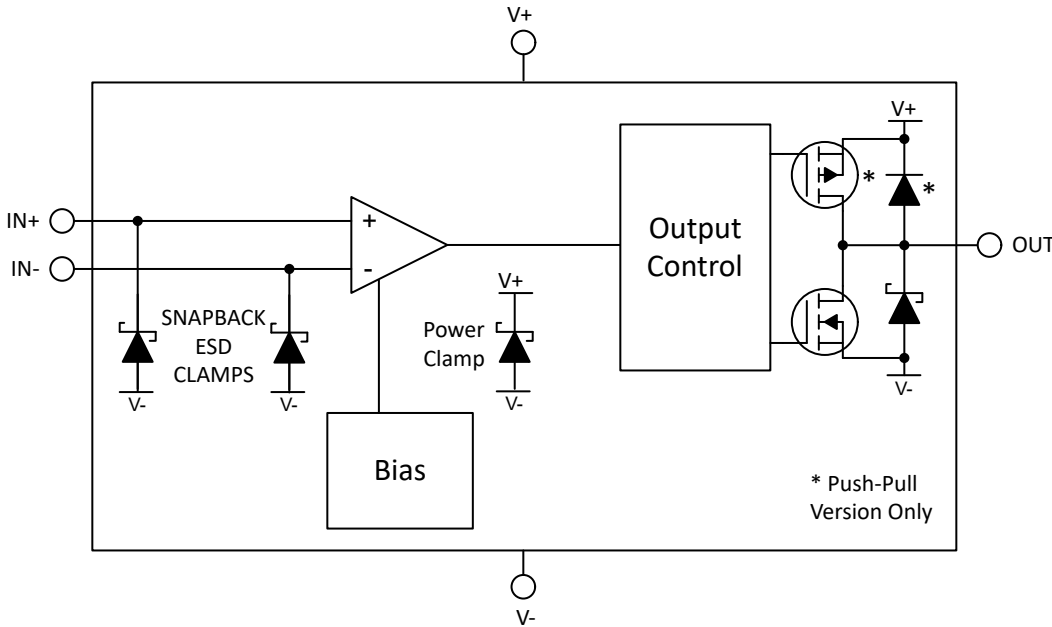 V+
V+
*
*
IN+
+
IN-
-
Output
Control
OUT
SNAPBACK
ESD
CLAMPS
V+
Power
Clamp
V-
V-
V-
V-
Bias
* Push-Pull
Version Only
V-